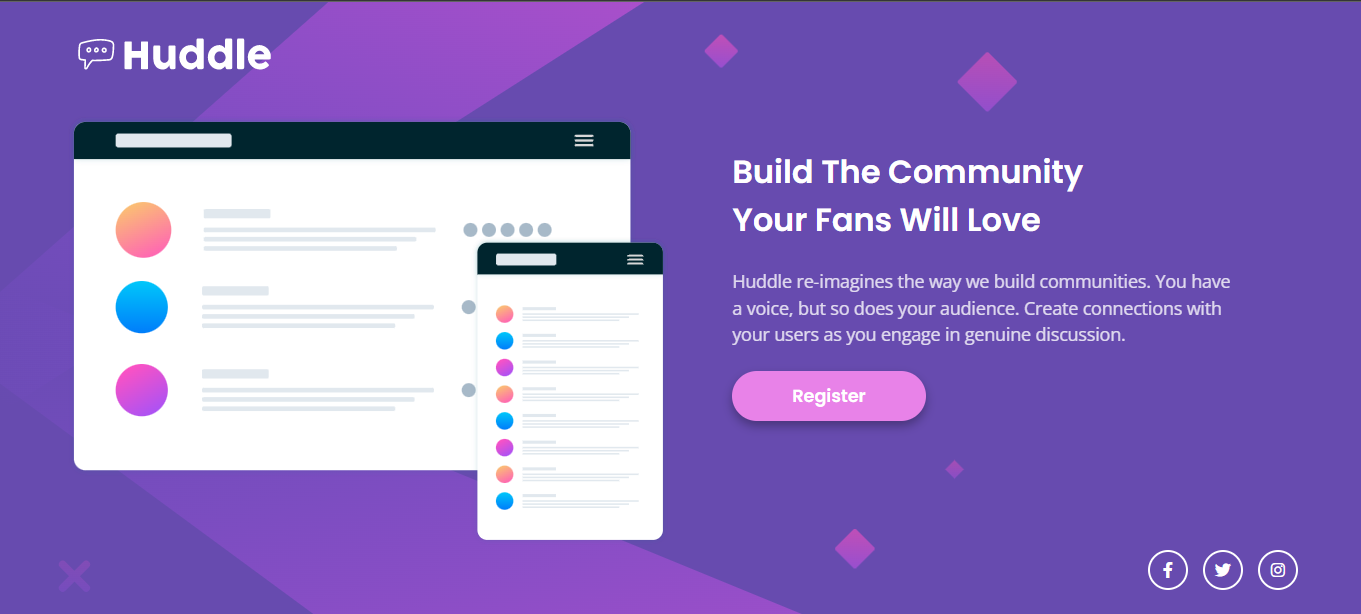 Huddle
Build The Community
Your Fans Will Love
Huddle re-imagines the way we build communities. You have
a voice, but so does your audience. Create connections with
your users as you engage in genuine discussion.
Register